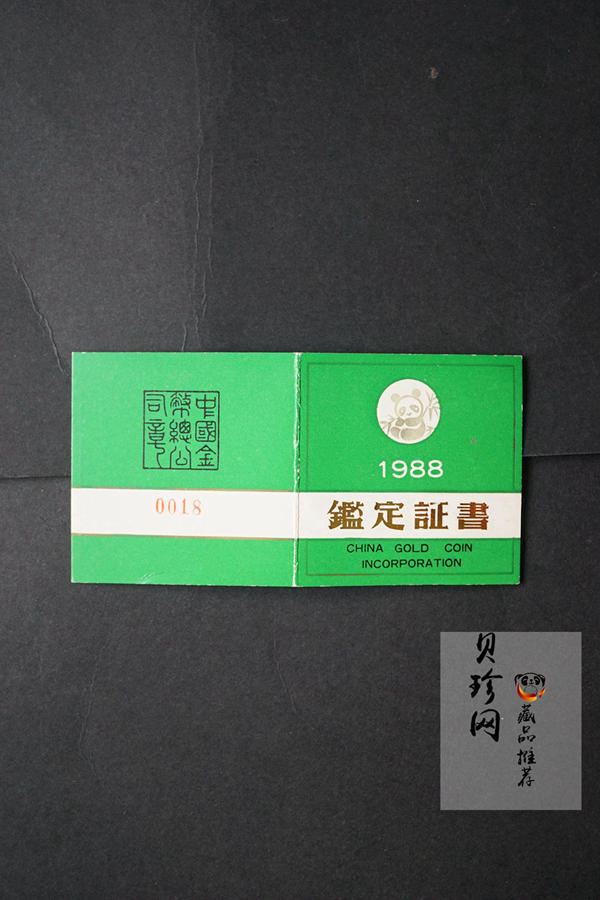 中國金
幣總公
司章
0018
1988
鑑定証書
CHINA GOLD COIN
INCORPORATION
贝珍网
藏品推荐